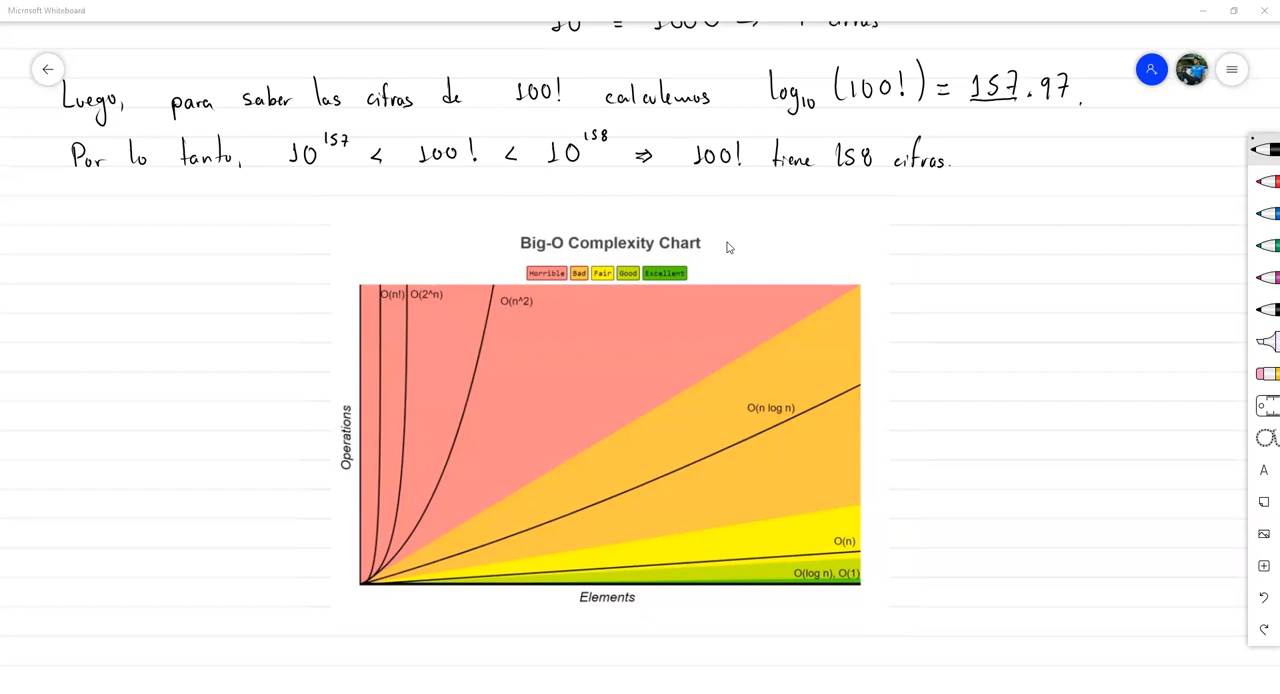 Microsoft Whiteboard
Luego, para saber las cifras de 100! calculemos log10 (100!) = 157.97.
Por lo tanto, 10^157 < 100! < 10^158 ⇒ 100! tiene 158 cifras.
Big-O Complexity Chart
Horrible Bad Fair Good Excellent
O(n!) O(2^n) O(n^2)
O(n log n)
Operations
O(n)
O(log n), O(1)
Elements
A